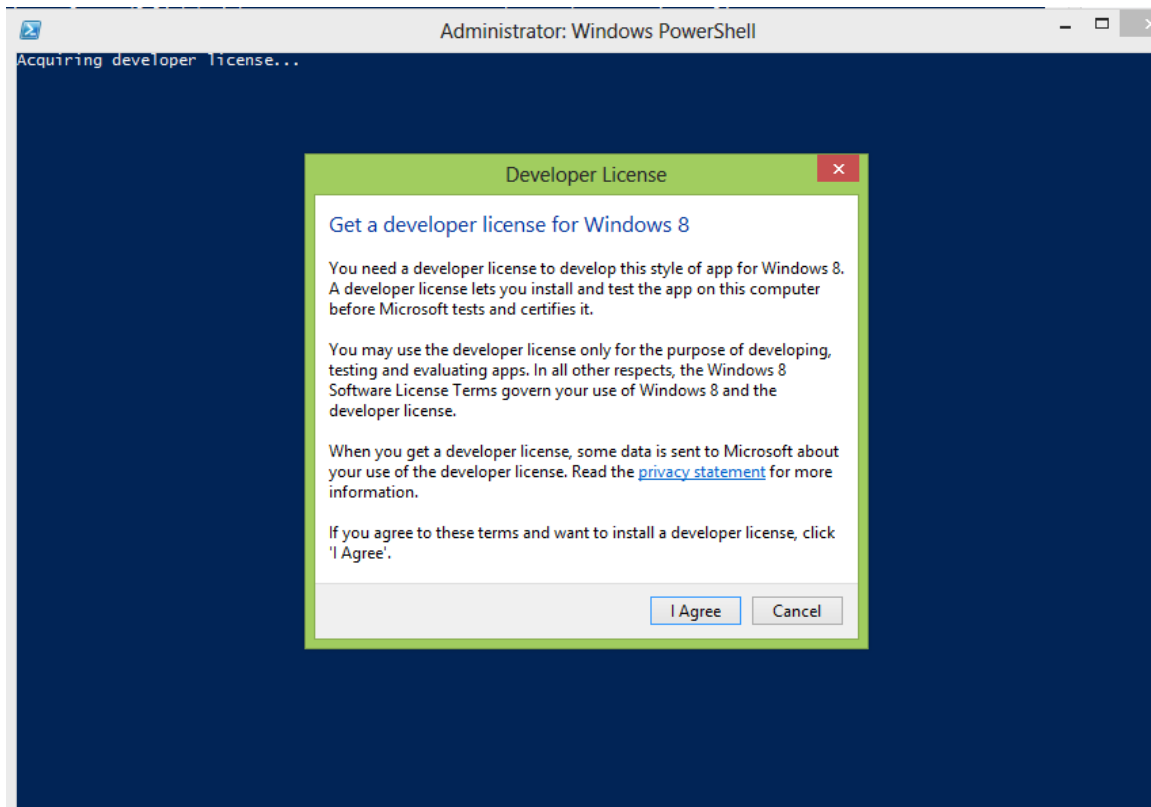 Administrator: Windows PowerShell
Acquiring developer license...
Developer License
Get a developer license for Windows 8
You need a developer license to develop this style of app for Windows 8.
A developer license lets you install and test the app on this computer
before Microsoft tests and certifies it.
You may use the developer license only for the purpose of developing,
testing and evaluating apps. In all other respects, the Windows 8
Software License Terms govern your use of Windows 8 and the
developer license.
When you get a developer license, some data is sent to Microsoft about
your use of the developer license. Read the privacy statement for more
information.
If you agree to these terms and want to install a developer license, click
'I Agree'.
I Agree Cancel